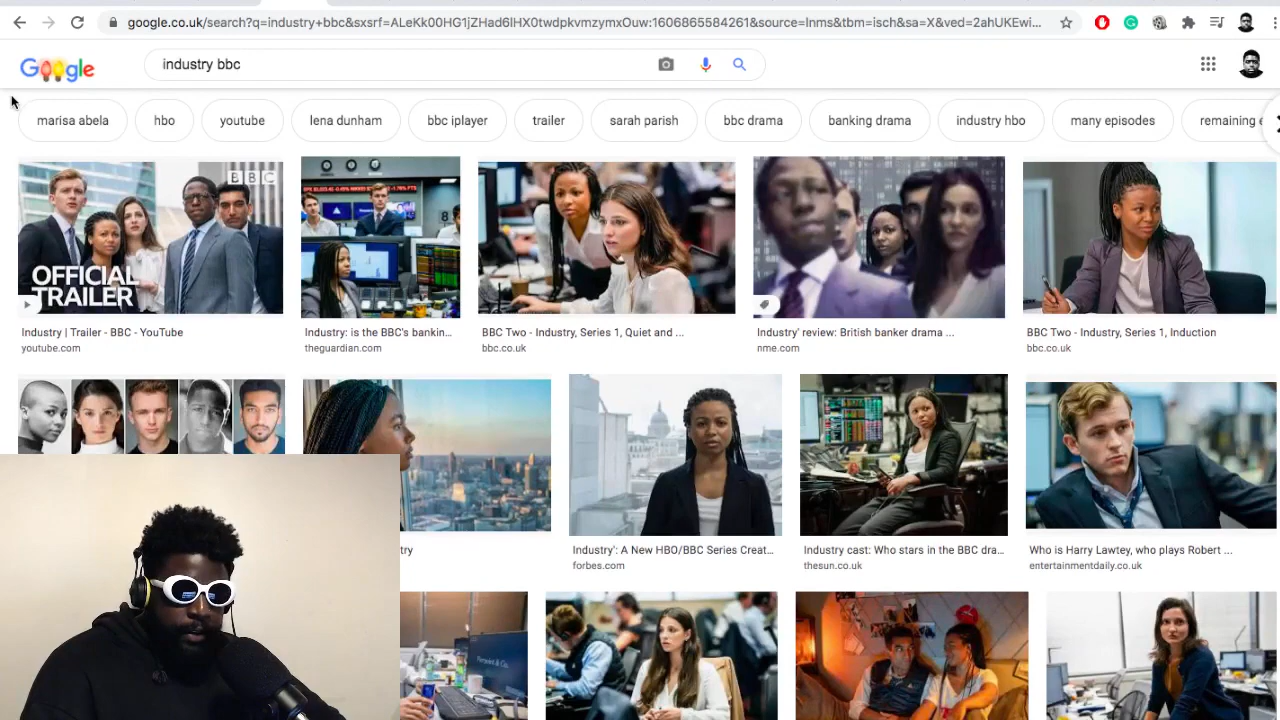 google.co.uk/search?q=industry+bbc&sxsrf=ALeKk00HG1jZHad6lHX0twdpkvmzymxOuw:1606865584261&source=lnms&tbm=isch&sa=X&ved=2ahUKEwi...
Google
industry bbc
marisa abela
hbo
youtube
lena dunham
bbc iplayer
trailer
sarah parish
bbc drama
banking drama
industry hbo
many episodes
remaining e
BBC
OFFICIAL
TRAILER
Industry | Trailer - BBC - YouTube
youtube.com
Industry: is the BBC's bankin...
theguardian.com
BBC Two - Industry, Series 1, Quiet and ...
bbc.co.uk
Industry' review: British banker drama ...
nme.com
BBC Two - Industry, Series 1, Induction
bbc.co.uk
try
Industry': A New HBO/BBC Series Creat...
forbes.com
Industry cast: Who stars in the BBC dra...
thesun.co.uk
Who is Harry Lawtey, who plays Robert ...
entertainmentdaily.co.uk
Pierpoint & Co.